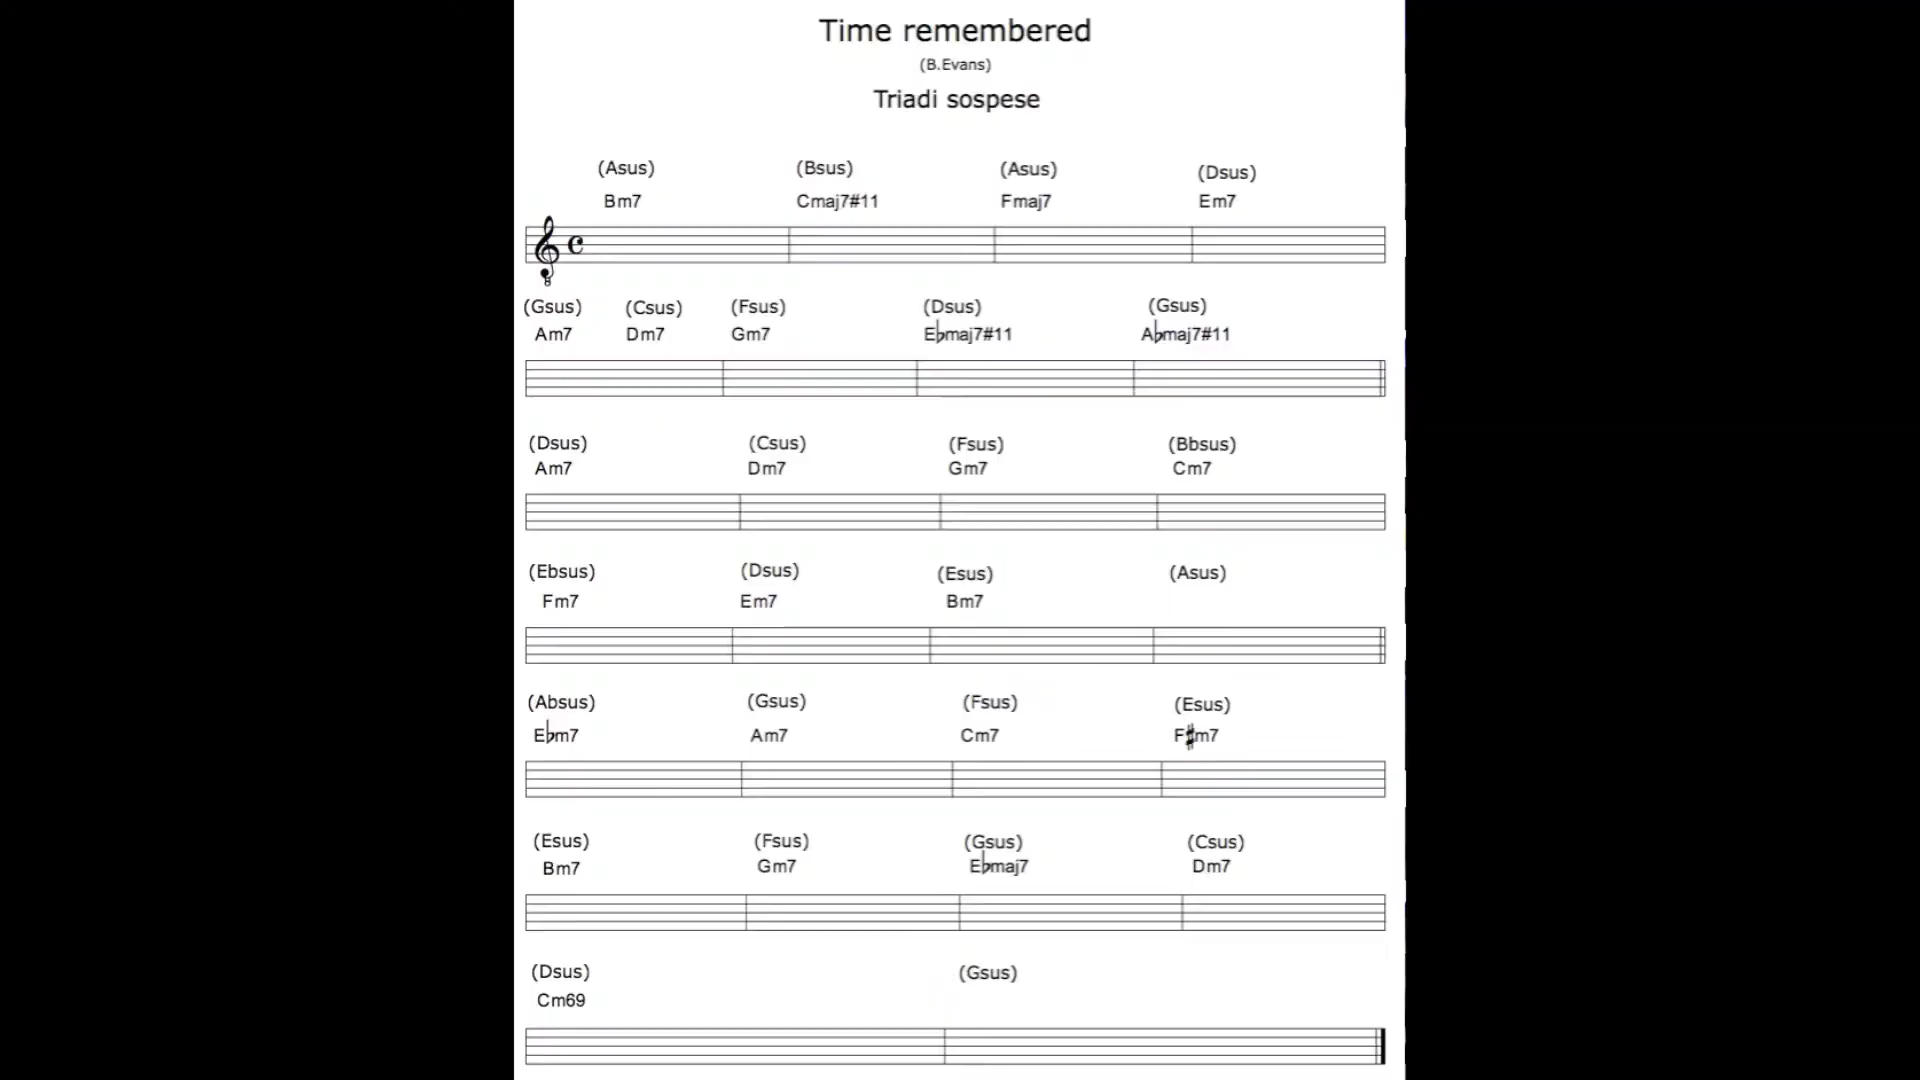 Time remembered
(B.Evans)
Triadi sospese
(Asus) (Bsus) (Asus) (Dsus)
Bm7 Cmaj7#11 Fmaj7 Em7
(Gsus) (Csus) (Fsus) (Dsus) (Gsus)
Am7 Dm7 Gm7 E♭maj7#11 A♭maj7#11
(Dsus) (Csus) (Fsus) (Bbsus)
Am7 Dm7 Gm7 Cm7
(Ebsus) (Dsus) (Esus) (Asus)
Fm7 Em7 Bm7
(Absus) (Gsus) (Fsus) (Esus)
E♭m7 Am7 Cm7 F♯m7
(Esus) (Fsus) (Gsus) (Csus)
Bm7 Gm7 E♭maj7 Dm7
(Dsus) (Gsus)
Cm69